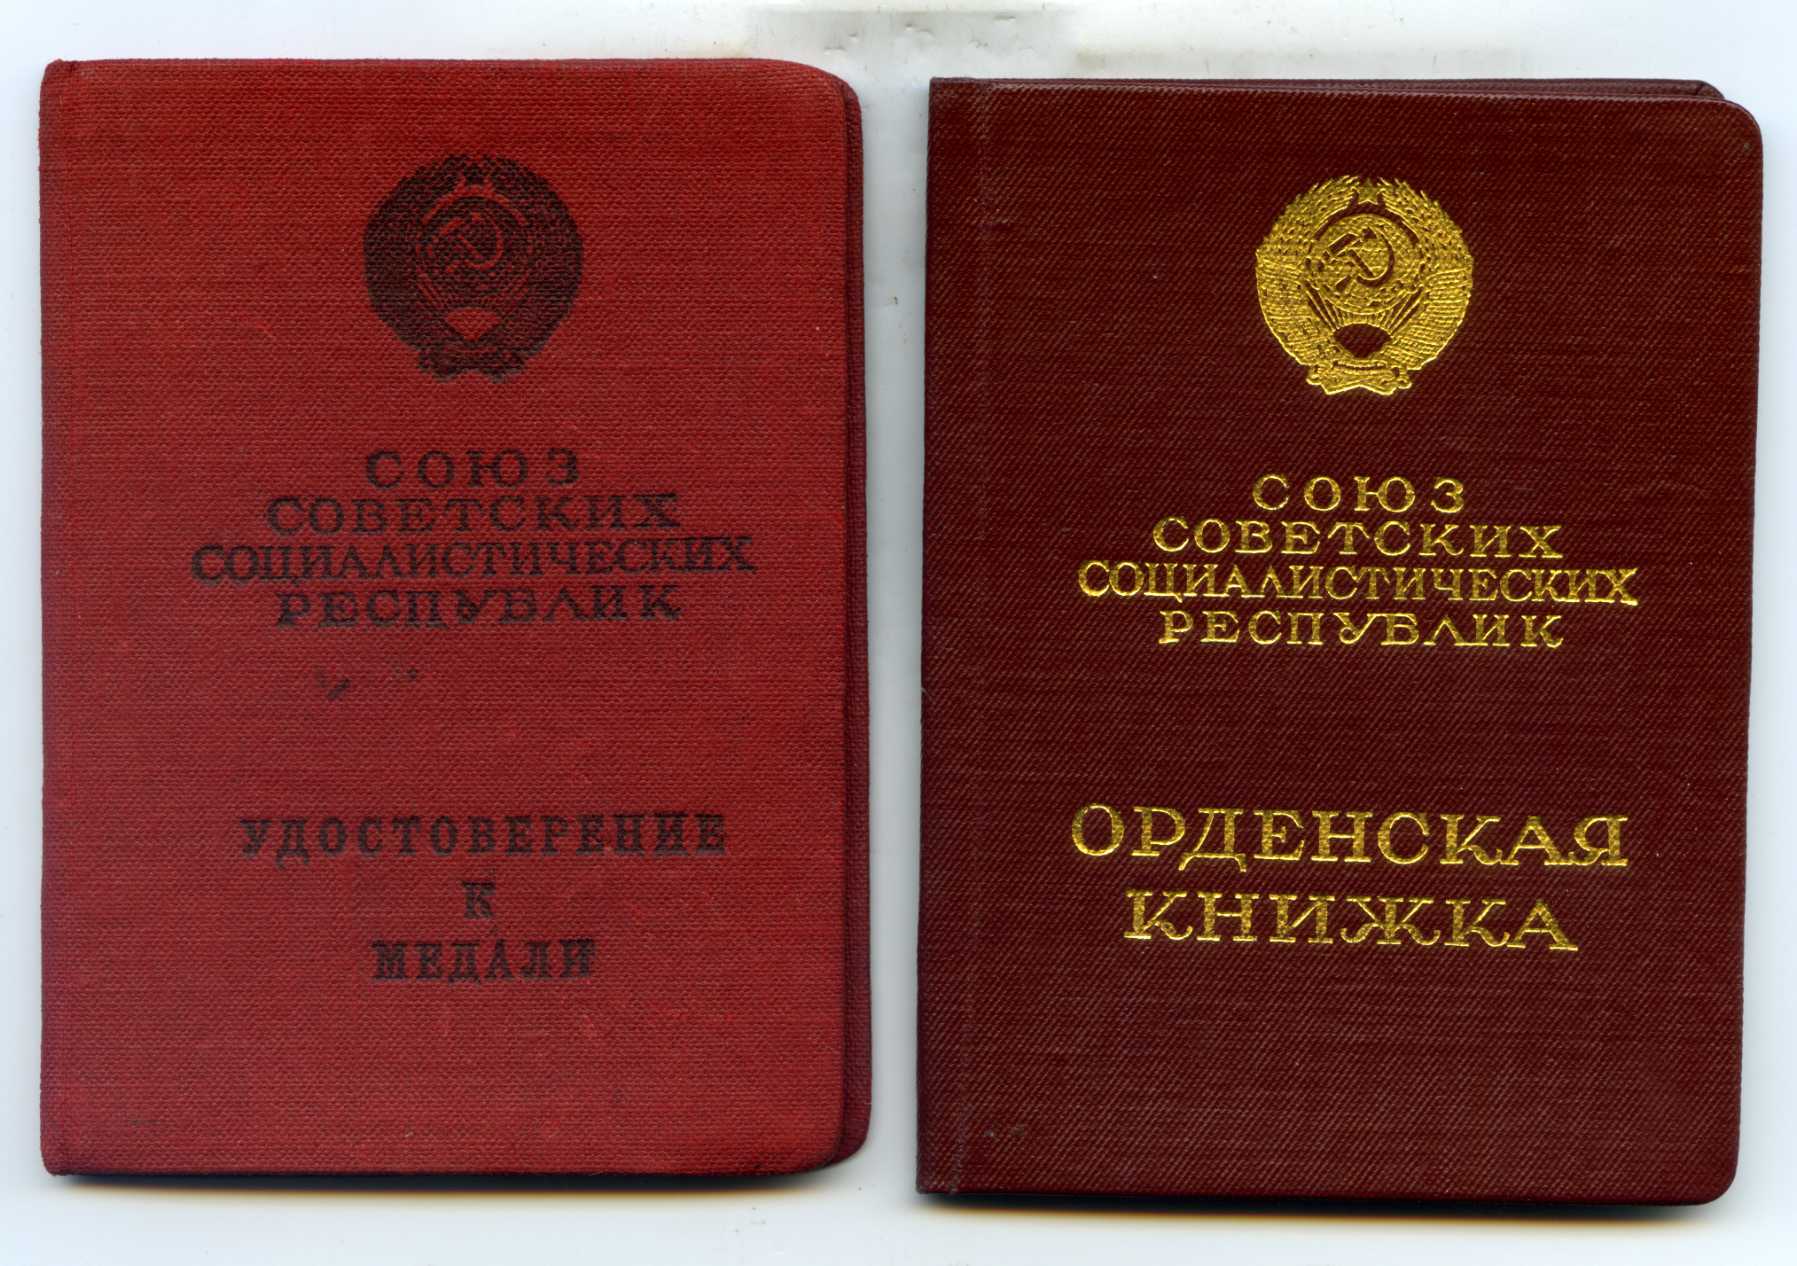 СОЮЗ
СОВЕТСКИХ
СОЦИАЛИСТИЧЕСКИХ
РЕСПУБЛИК
УДОСТОВЕРЕНИЕ
К
МЕДАЛИ
СОЮЗ
СОВЕТСКИХ
СОЦИАЛИСТИЧЕСКИХ
РЕСПУБЛИК
ОРДЕНСКАЯ
КНИЖКА